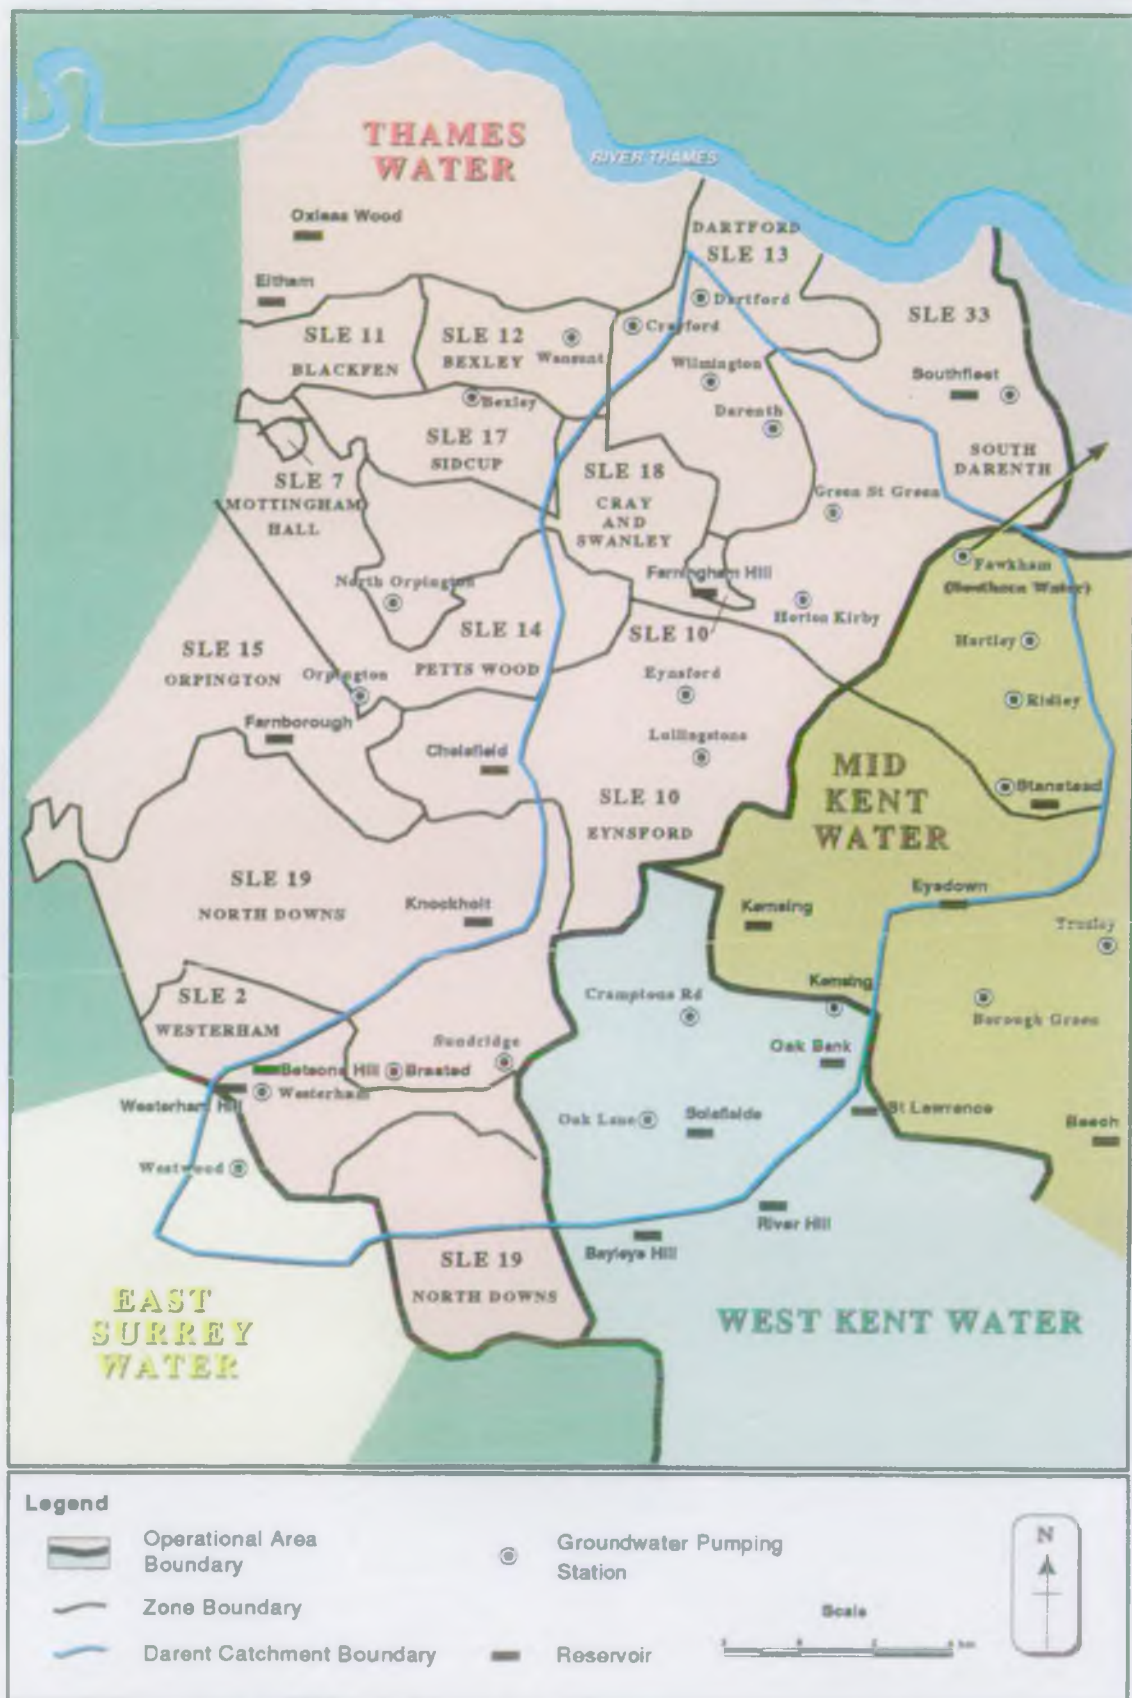 THAMES
WATER
RIVER THAMES
Oxleas Wood
DARTFORD
SLE 13
Eltham
Dartford
SLE 33
SLE 11
BLACKFEN
SLE 12
BEXLEY
Wansunt
Crayford
Wilmington
Southfleet
Bexley
Darenth
SLE 17
SIDCUP
SOUTH
DARENTH
SLE 7
MOTTINGHAM
HALL
SLE 18
CRAY
AND
SWANLEY
Green St Green
Fawkham
(Southern Water)
North Orpington
Farningham Hill
Horton Kirby
SLE 14
PETTS WOOD
SLE 10
Hartley
SLE 15
ORPINGTON
Orpington
Eynsford
Ridley
Farnborough
Chelsfield
Lullingstone
MID
KENT
WATER
Stanstead
SLE 10
EYNSFORD
SLE 19
NORTH DOWNS
Knockholt
Eyedown
Kemsing
Trosley
SLE 2
WESTERHAM
Cramptons Rd
Kemsing
Borough Green
Sundridge
Oak Bank
Betsoms Hill
Brasted
Westerham
Westerham Hill
Oak Lane
Solefields
St Lawrence
Beech
Westwood
River Hill
Bayleys Hill
SLE 19
NORTH DOWNS
EAST
SURREY
WATER
WEST KENT WATER
Legend
Operational Area
Boundary
Groundwater Pumping
Station
N
Zone Boundary
Scale
km
Darent Catchment Boundary
Reservoir